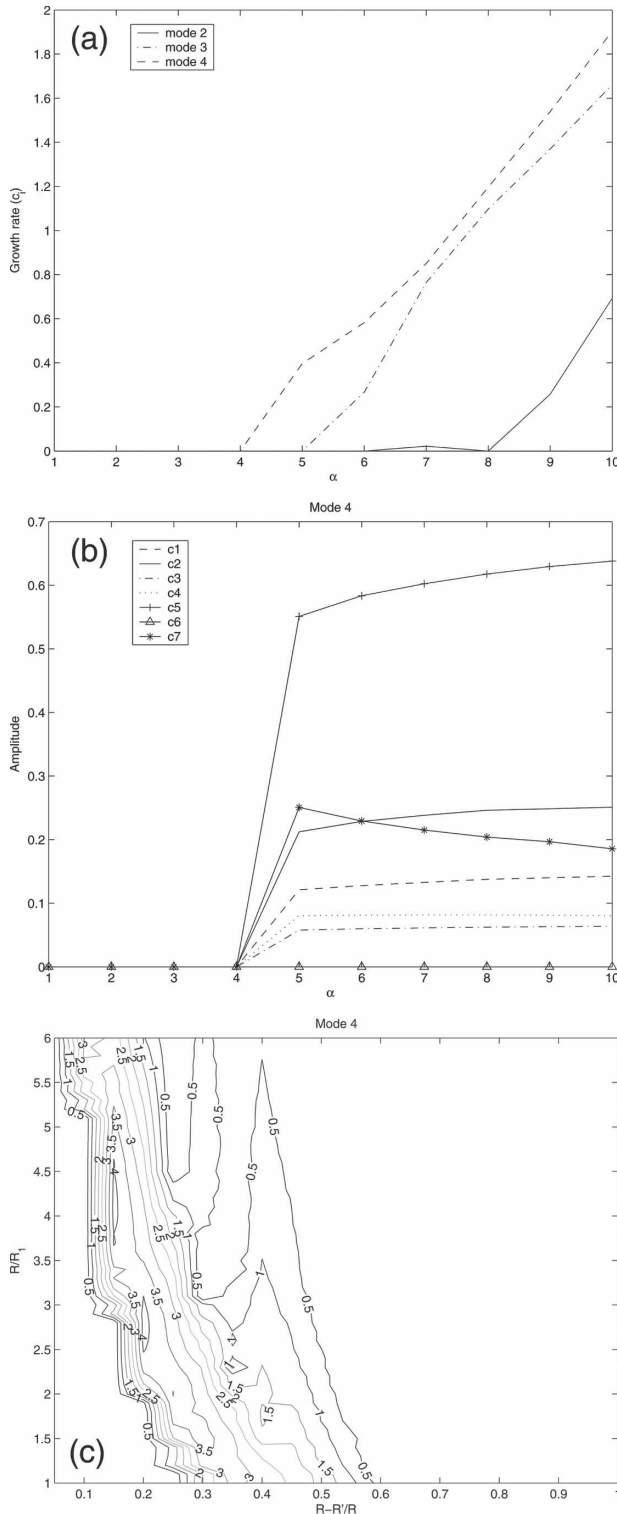 2
(a)
mode 2
mode 3
mode 4
1.8
1.6
1.4
1.2
1
0.8
0.6
0.4
0.2
0
Growth rate (ci)
1 2 3 4 5 6 7 8 9 10
α
Mode 4
0.7
(b)
c1
c2
c3
c4
c5
c6
c7
0.6
0.5
0.4
0.3
0.2
0.1
0
Amplitude
1 2 3 4 5 6 7 8 9 10
α
Mode 4
6
5.5
5
4.5
4
3.5
3
2.5
2
1.5
1
R/R1
(c)
0.1 0.2 0.3 0.4 0.5 0.6 0.7 0.8 0.9 1
R−R'/R